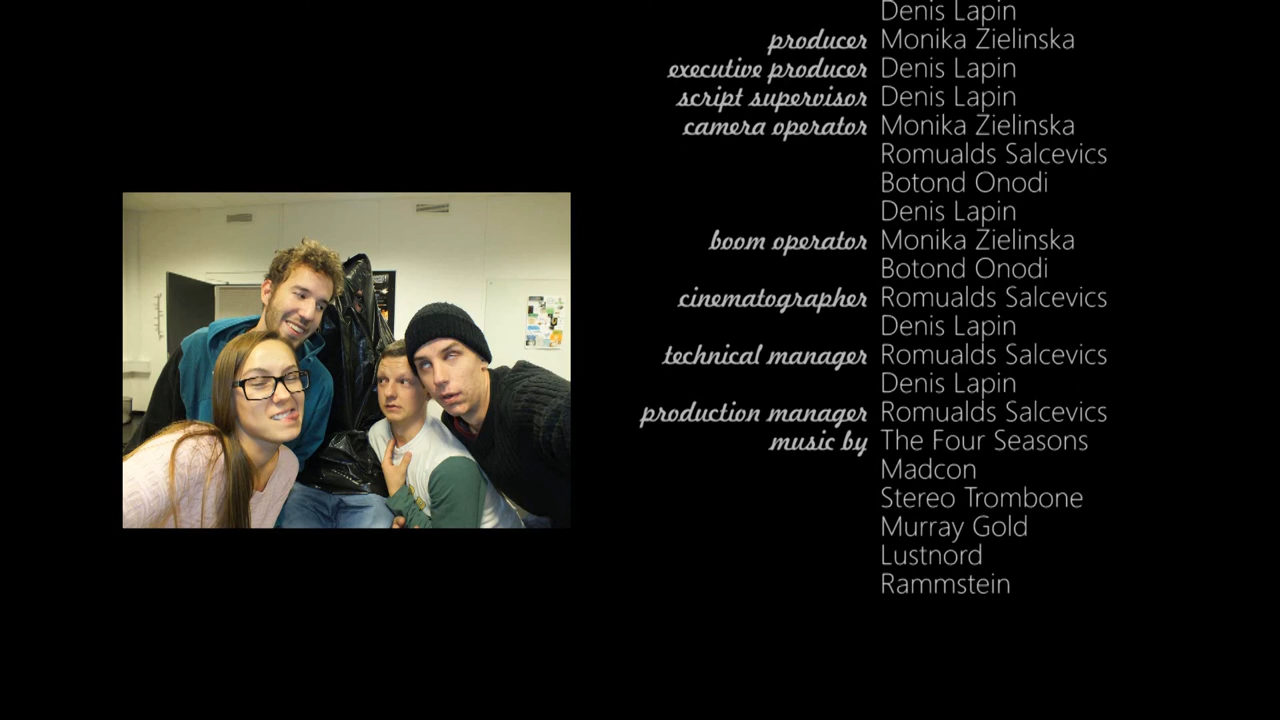 Denis Lapin
producer Monika Zielinska
executive producer Denis Lapin
script supervisor Denis Lapin
camera operator Monika Zielinska
Romualds Salcevics
Botond Onodi
Denis Lapin
boom operator Monika Zielinska
Botond Onodi
cinematographer Romualds Salcevics
Denis Lapin
technical manager Romualds Salcevics
Denis Lapin
production manager Romualds Salcevics
music by The Four Seasons
Madcon
Stereo Trombone
Murray Gold
Lustnord
Rammstein